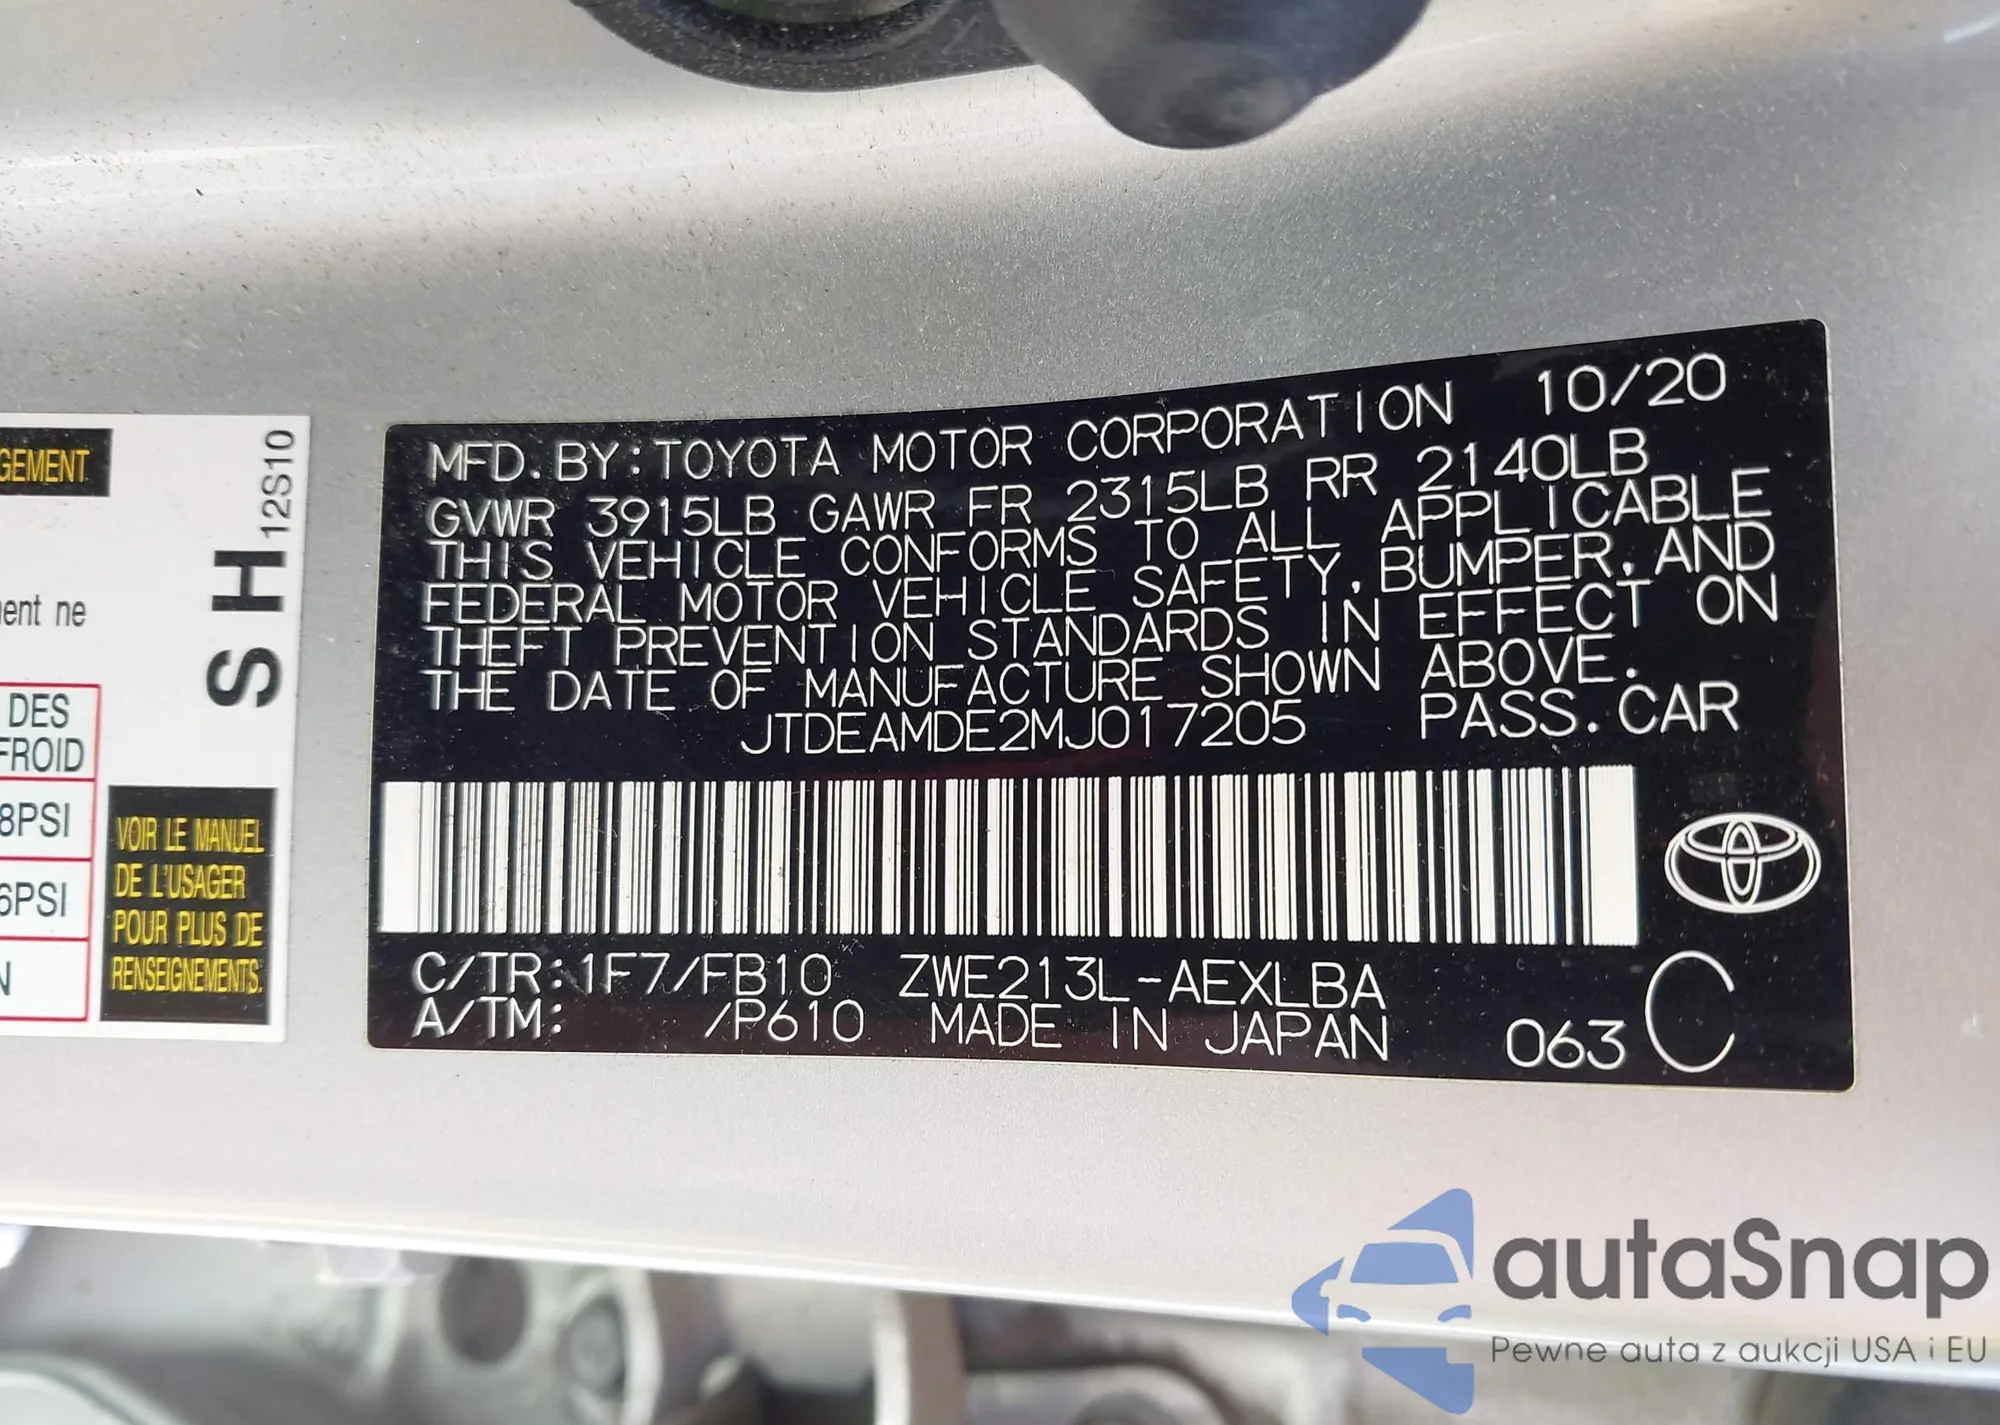 GEMENT
12S10
SH
ment ne
DES
FROID
8PSI
6PSI
N
VOIR LE MANUEL
DE L'USAGER
POUR PLUS DE
RENSEIGNEMENTS.
MFD. BY: TOYOTA MOTOR CORPORATION 10/20
GVWR 3915LB GAWR FR 2315LB RR 2140LB
THIS VEHICLE CONFORMS TO ALL APPLICABLE
FEDERAL MOTOR VEHICLE SAFETY, BUMPER, AND
THEFT PREVENTION STANDARDS IN EFFECT ON
THE DATE OF MANUFACTURE SHOWN ABOVE.
JTDEAMDE2MJ017205 PASS. CAR
C/TR: 1F7/FB10 ZWE213L-AEXLBA
A/TM: /P610 MADE IN JAPAN 063 C
autaSnap
Pewne auta z aukcji USA i EU